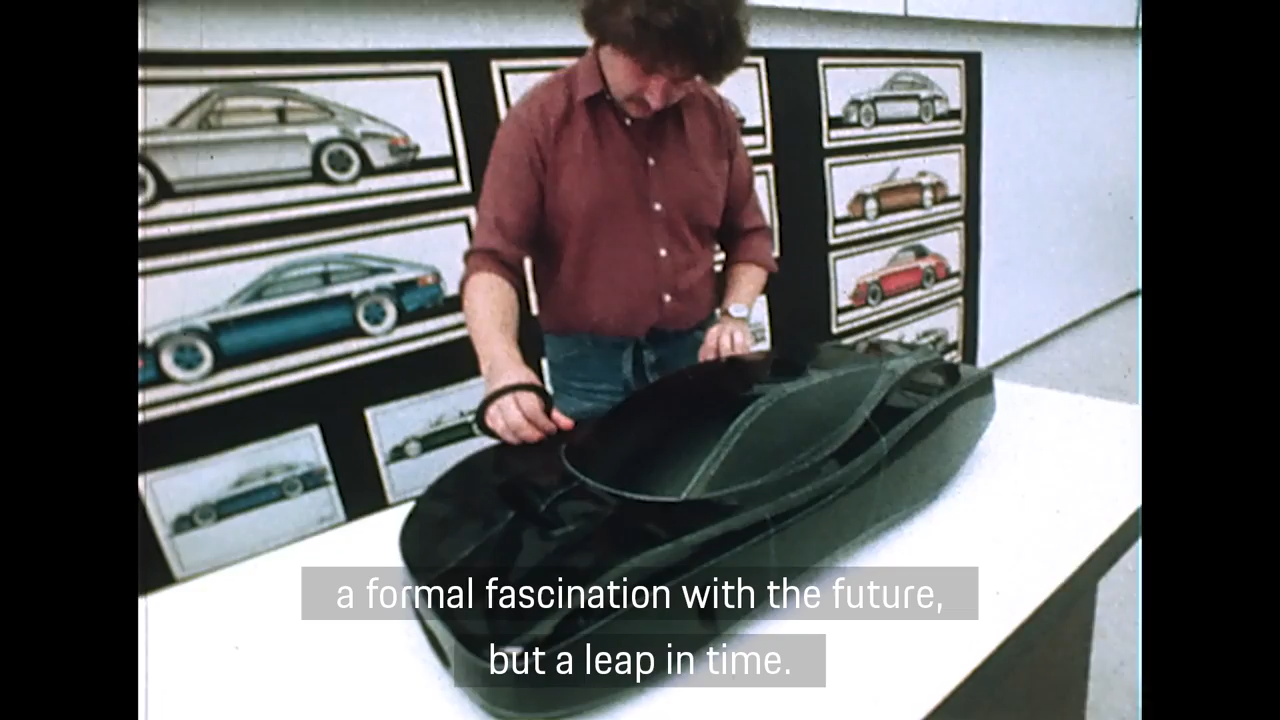 a formal fascination with the future,
but a leap in time.